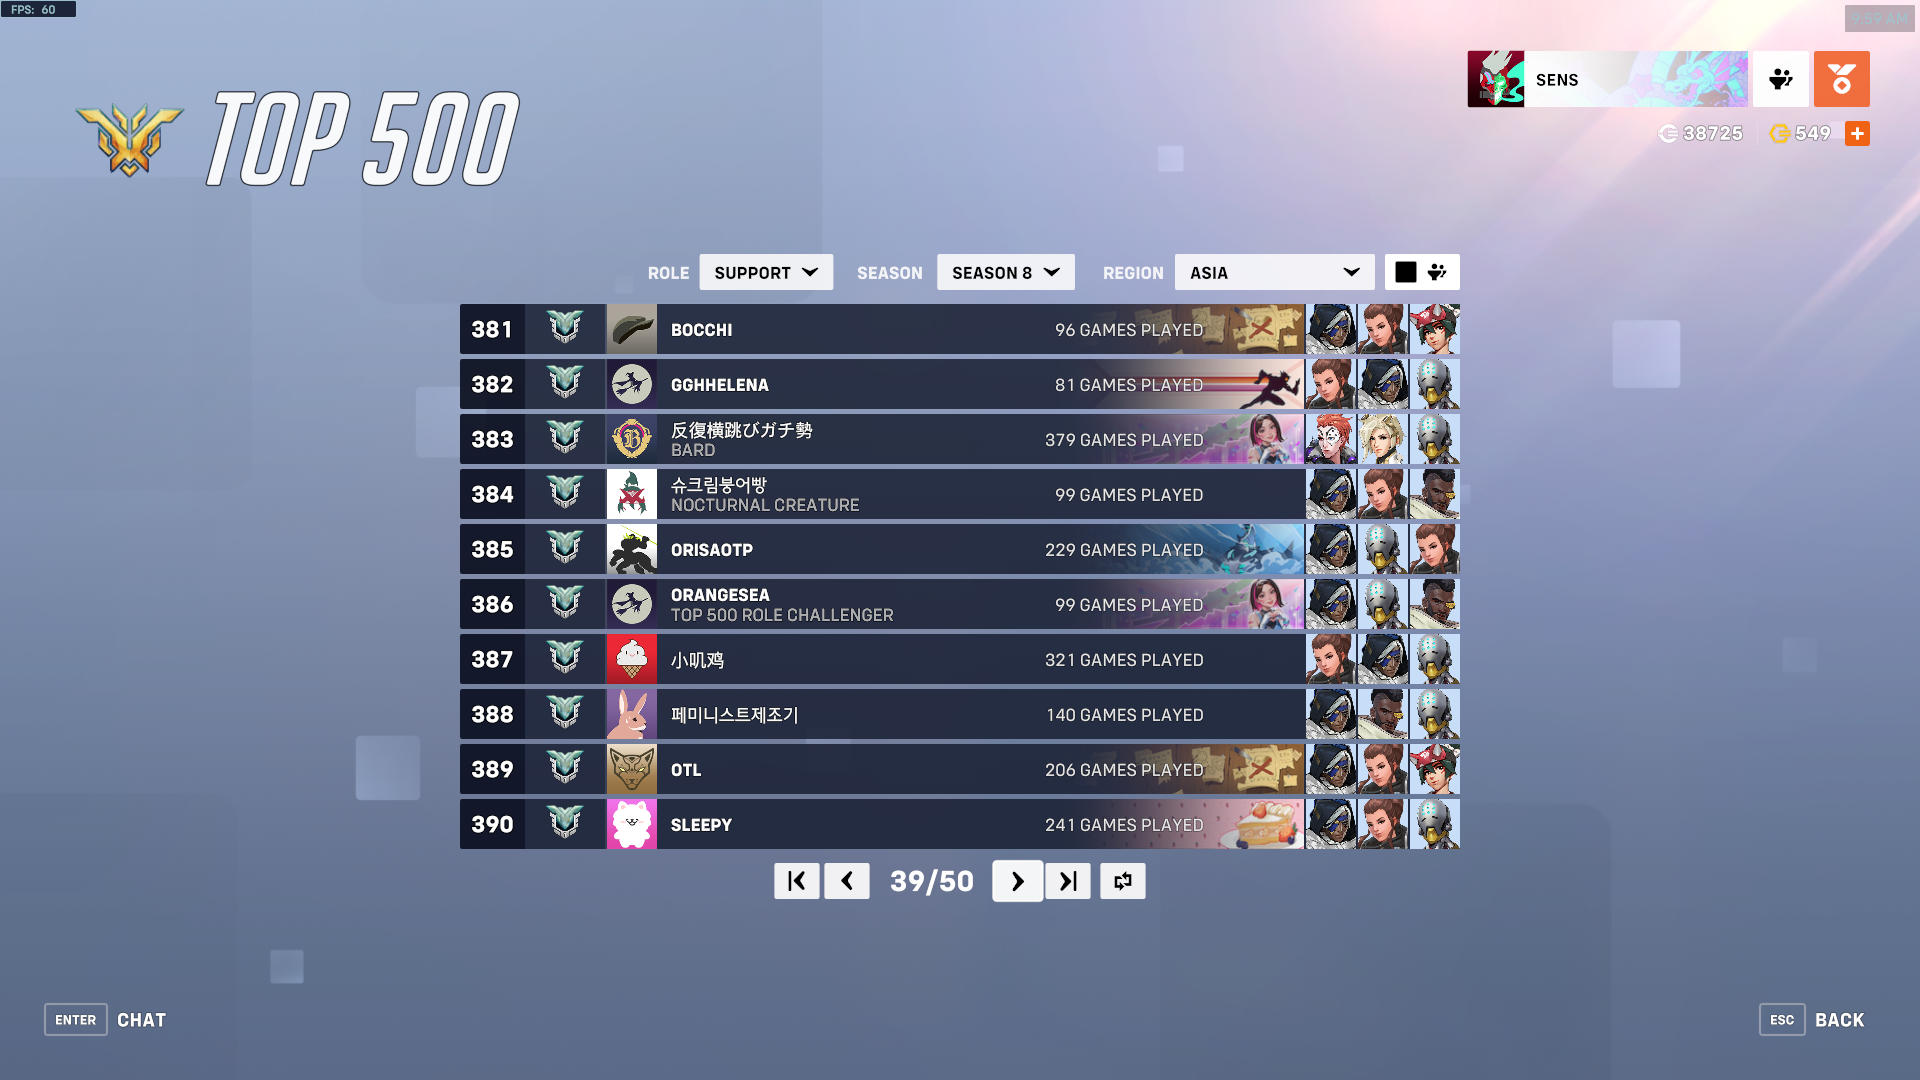 FPS: 60
9:59 AM
TOP 500
SENS
38725
549
ROLE SUPPORT SEASON SEASON 8 REGION ASIA
381 BOCCHI 96 GAMES PLAYED
382 GGHHELENA 81 GAMES PLAYED
383 反復横跳びガチ勢 379 GAMES PLAYED
BARD
384 슈크림붕어빵 99 GAMES PLAYED
NOCTURNAL CREATURE
385 ORISAOTP 229 GAMES PLAYED
386 ORANGESEA 99 GAMES PLAYED
TOP 500 ROLE CHALLENGER
387 小叽鸡 321 GAMES PLAYED
388 페미니스트제조기 140 GAMES PLAYED
389 OTL 206 GAMES PLAYED
390 SLEEPY 241 GAMES PLAYED
39/50
ENTER CHAT
ESC BACK